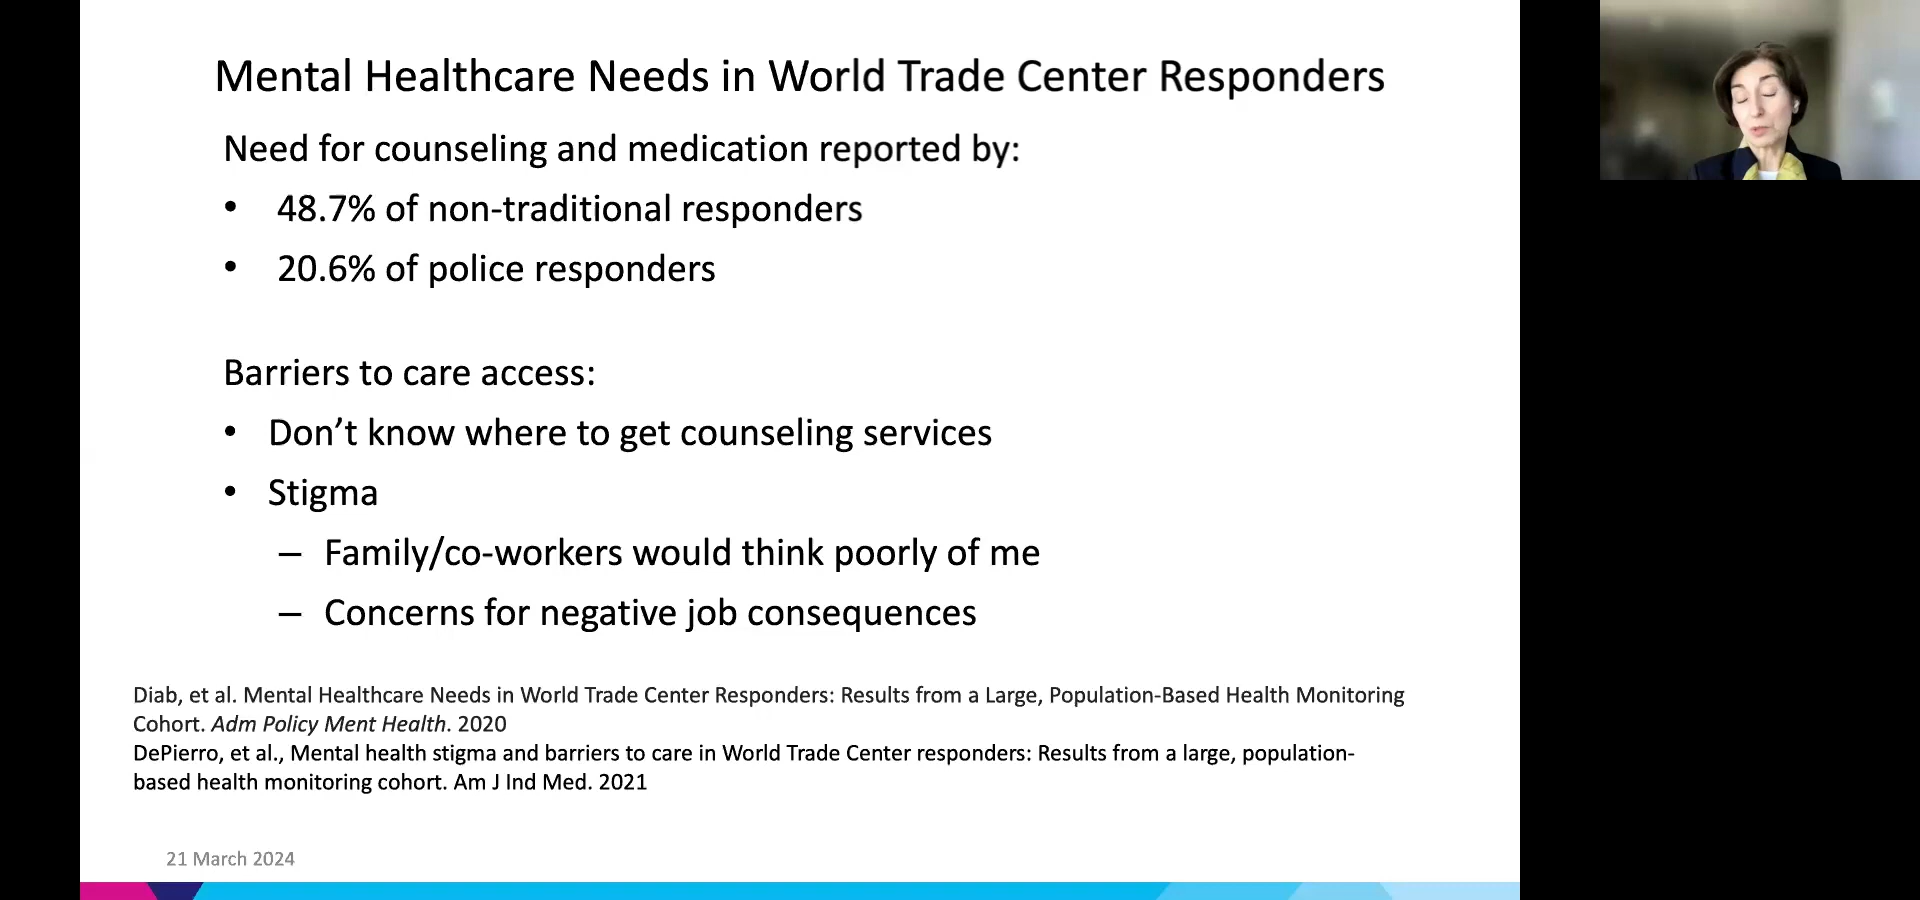 Mental Healthcare Needs in World Trade Center Responders
Need for counseling and medication reported by:
• 48.7% of non-traditional responders
• 20.6% of police responders
Barriers to care access:
• Don’t know where to get counseling services
• Stigma
– Family/co-workers would think poorly of me
– Concerns for negative job consequences
Diab, et al. Mental Healthcare Needs in World Trade Center Responders: Results from a Large, Population-Based Health Monitoring
Cohort. Adm Policy Ment Health. 2020
DePierro, et al., Mental health stigma and barriers to care in World Trade Center responders: Results from a large, population-
based health monitoring cohort. Am J Ind Med. 2021
21 March 2024